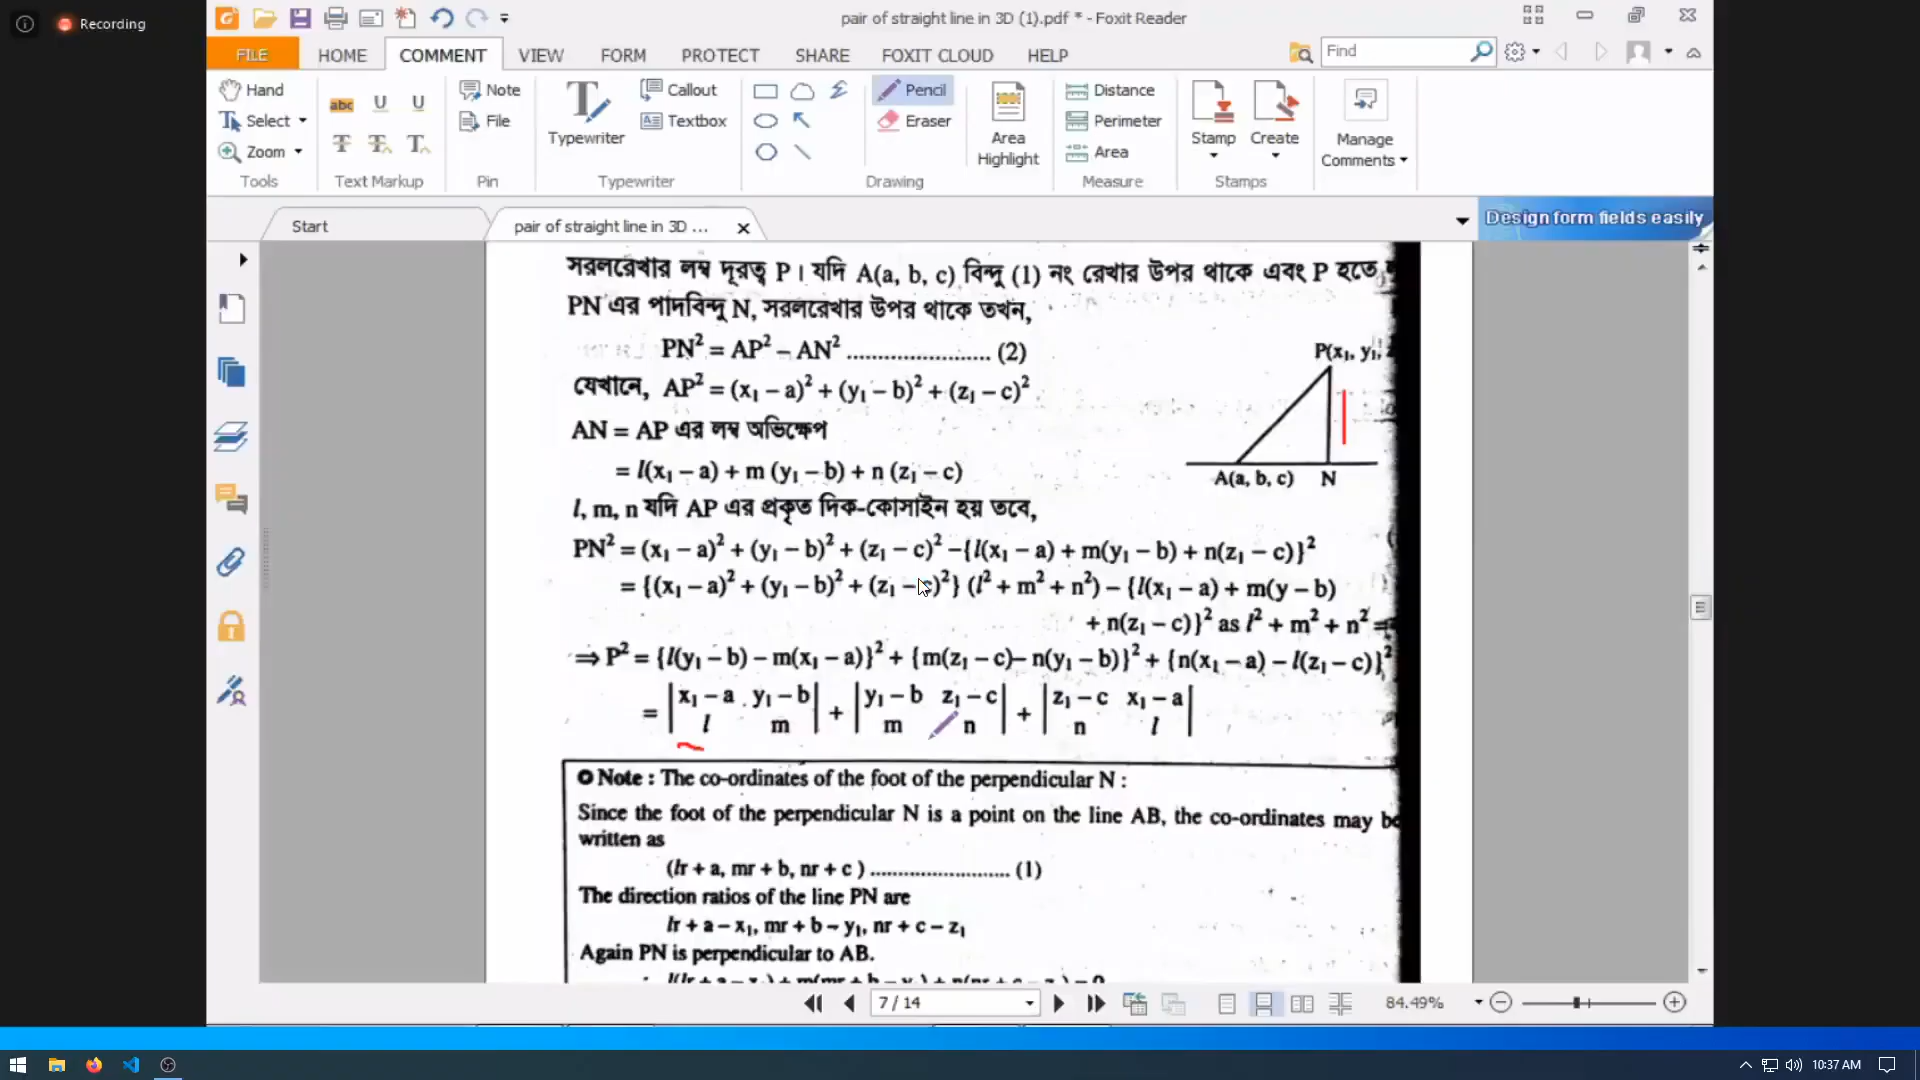 Recording
pair of straight line in 3D (1).pdf * - Foxit Reader
FILE HOME COMMENT VIEW FORM PROTECT SHARE FOXIT CLOUD HELP
Find
Hand
Select
Zoom
Tools
abc U U
T T T
Text Markup
Note
File
Pin
Typewriter
Callout
Textbox
Typewriter
Drawing
Pencil
Eraser
Area
Highlight
Distance
Perimeter
Area
Measure
Stamp
Create
Stamps
Manage
Comments
Start
pair of straight line in 3D ...
Design form fields easily
সরলরেখার লম্ব দূরত্ব P। যদি A(a, b, c) বিন্দু (1) নং রেখার উপর থাকে এবং P হতে
PN এর পাদবিন্দু N, সরলরেখার উপর থাকে তখন,
PN² = AP² – AN² ........................ (2)
যেখানে, AP² = (x₁ – a)² + (y₁ – b)² + (z₁ – c)²
AN = AP এর লম্ব অভিক্ষেপ
= l(x₁ – a) + m (y₁ – b) + n (z₁ – c)
P(x₁, y₁,
A(a, b, c) N
l, m, n যদি AP এর প্রকৃত দিক-কোসাইন হয় তবে,
PN² = (x₁ – a)² + (y₁ – b)² + (z₁ – c)² –{l(x₁ – a) + m(y₁ – b) + n(z₁ – c)}²
= {(x₁ – a)² + (y₁ – b)² + (z₁ – c)²} (l² + m² + n²) – {l(x₁ – a) + m(y – b)
+ n(z₁ – c)}² as l² + m² + n² =
⇒ P² = {l(y₁ – b) – m(x₁ – a)}² + {m(z₁ – c)– n(y₁ – b)}² + {n(x₁ – a) – l(z₁ – c)}²
= | x₁ – a y₁ – b | + | y₁ – b z₁ – c | + | z₁ – c x₁ – a |
l m m n n l
Note : The co-ordinates of the foot of the perpendicular N :
Since the foot of the perpendicular N is a point on the line AB, the co-ordinates may be
written as
(lr + a, mr + b, nr + c ) .......................... (1)
The direction ratios of the line PN are
lr + a – x₁, mr + b – y₁, nr + c – z₁
Again PN is perpendicular to AB.
7 / 14
84.49%
10:37 AM